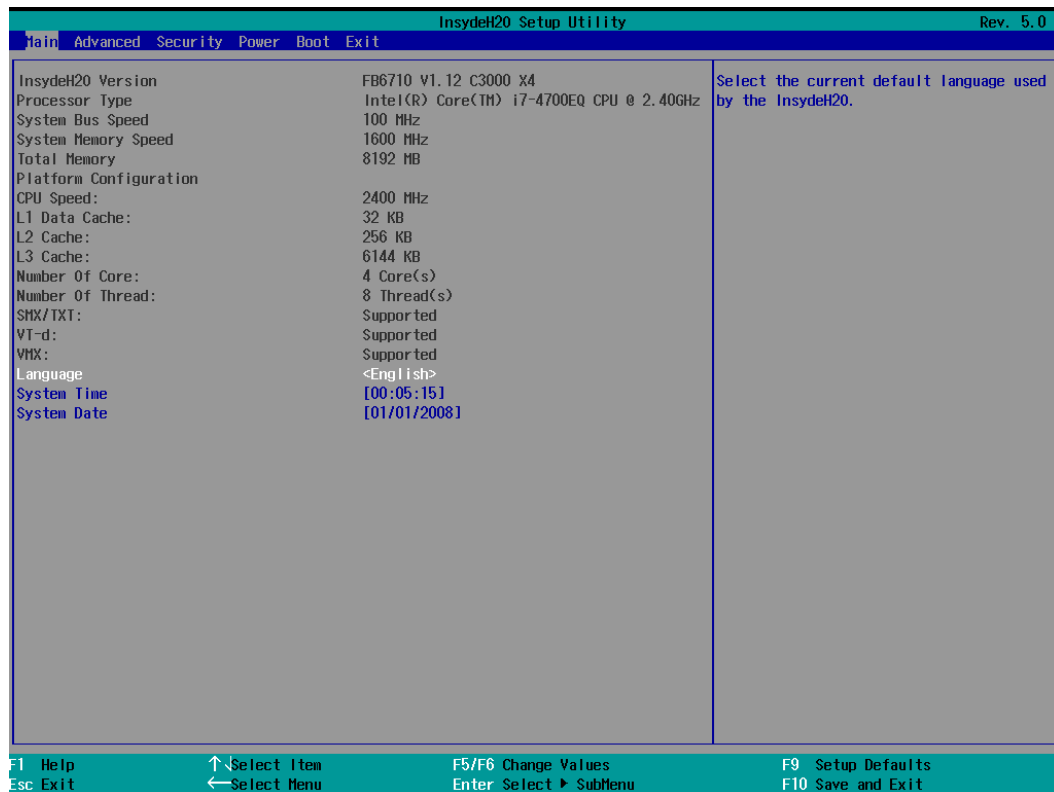 InsydeH20 Setup Utility Rev. 5.0
Main Advanced Security Power Boot Exit
InsydeH20 Version FB6710 V1.12 C3000 X4
Processor Type Intel(R) Core(TM) i7-4700EQ CPU @ 2.40GHz
System Bus Speed 100 MHz
System Memory Speed 1600 MHz
Total Memory 8192 MB
Platform Configuration
CPU Speed: 2400 MHz
L1 Data Cache: 32 KB
L2 Cache: 256 KB
L3 Cache: 6144 KB
Number Of Core: 4 Core(s)
Number Of Thread: 8 Thread(s)
SMX/TXT: Supported
VT-d: Supported
VMX: Supported
Language <English>
System Time [00:05:15]
System Date [01/01/2008]
Select the current default language used
by the InsydeH20.
F1 Help ↑↓Select Item F5/F6 Change Values F9 Setup Defaults
Esc Exit ←Select Menu Enter Select ▶ SubMenu F10 Save and Exit